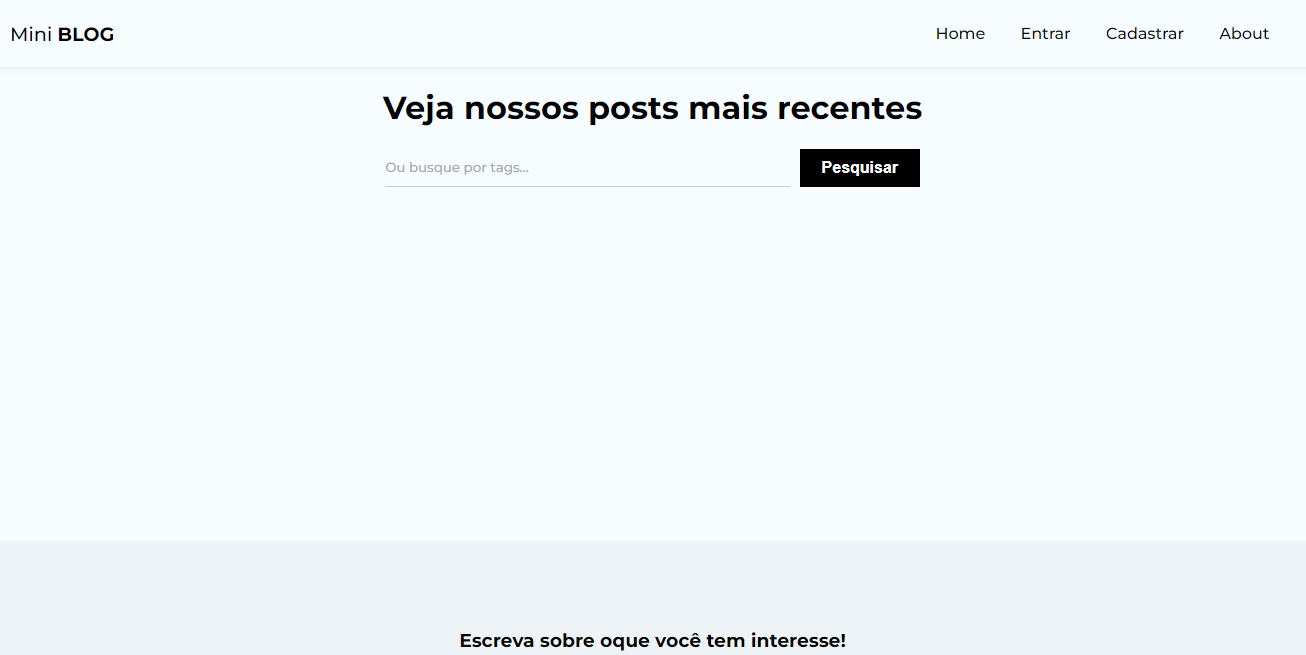 Mini BLOG
Home Entrar Cadastrar About
Veja nossos posts mais recentes
Ou busque por tags...
Pesquisar
Escreva sobre oque você tem interesse!